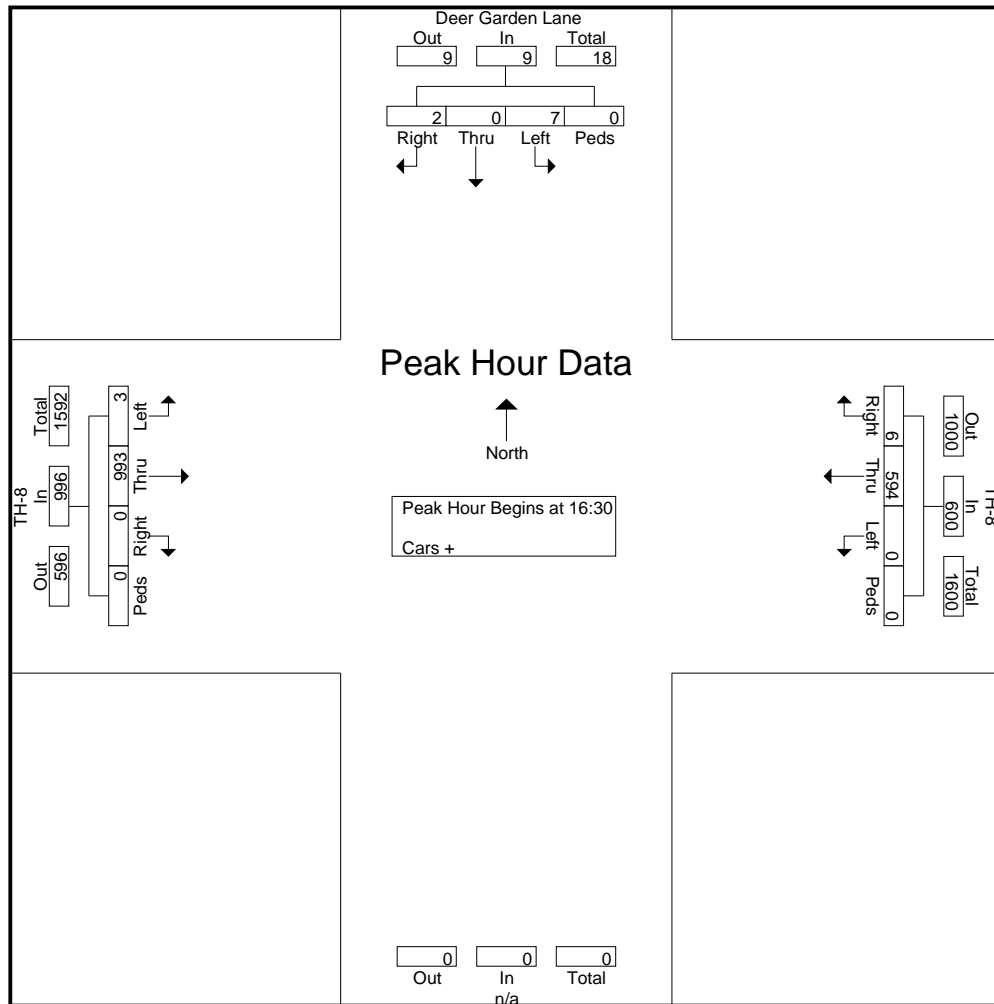 Deer Garden Lane
Out In Total
9 9 18
2 0 7 0
Right Thru Left Peds
Peak Hour Data
North
Peak Hour Begins at 16:30
Cars +
TH-8
Total In Out
1592 996 596
3 993 0 0
Left Thru Right Peds
Right Thru Left Peds
6 594 0 0
1000 600 1600
Out In Total
TH-8
0 0 0
Out In Total
n/a